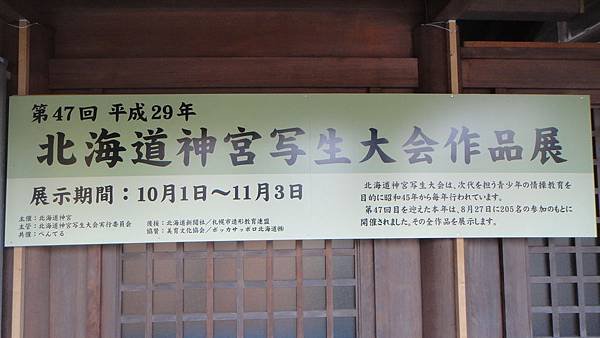 第47回 平成29年
北海道神宮写生大会作品展
展示期間：10月1日〜11月3日
主催：北海道神宮
主管：北海道神宮写生大会実行委員会
共催：ぺんてる
後援：北海道新聞社／札幌市造形教育連盟
協賛：美育文化協会／ポッカサッポロ北海道㈱
北海道神宮写生大会は、次代を担う青少年の情操教育を
目的に昭和45年から毎年行われています。
第47回目を迎えた本年は、8月27日に205名の参加のもとに
開催されました。その全作品を展示します。